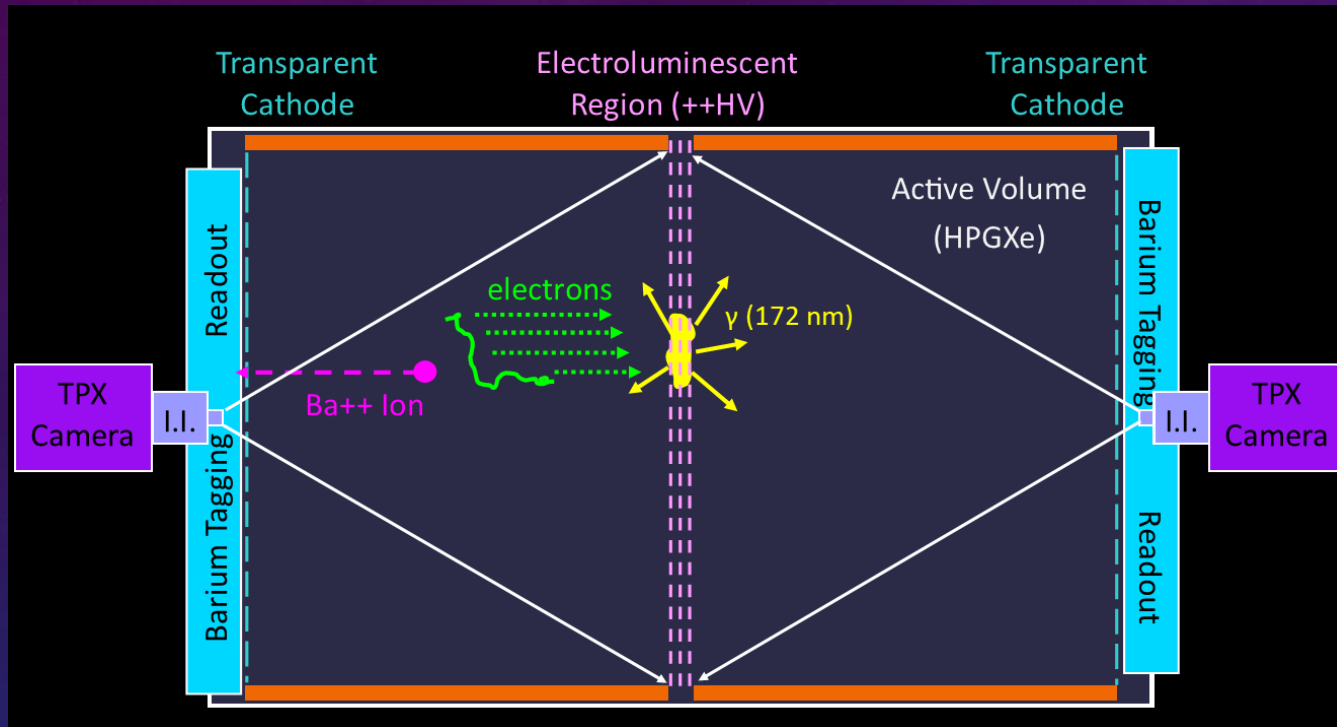 Transparent
Cathode
Electroluminescent
Region (++HV)
Transparent
Cathode
Active Volume
(HPGXe)
Readout
Barium Tagging
electrons
γ (172 nm)
Ba++ Ion
TPX
Camera
I.I.
Barium Tagging
Readout
I.I.
TPX
Camera